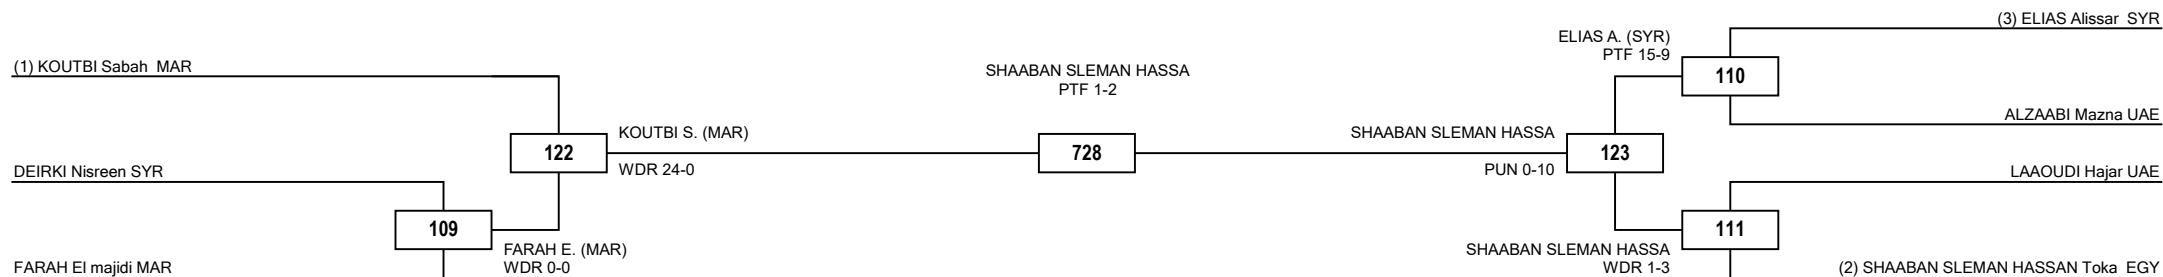 (3) ELIAS Alissar SYR
ELIAS A. (SYR)
PTF 15-9
(1) KOUTBI Sabah MAR
SHAABAN SLEMAN HASSA
PTF 1-2
110
ALZAABI Mazna UAE
KOUTBI S. (MAR)
SHAABAN SLEMAN HASSA
122
728
123
WDR 24-0
PUN 0-10
DEIRKI Nisreen SYR
LAAOUDI Hajar UAE
109
111
FARAH E. (MAR)
WDR 0-0
SHAABAN SLEMAN HASSA
WDR 1-3
FARAH El majidi MAR
(2) SHAABAN SLEMAN HASSAN Toka EGY